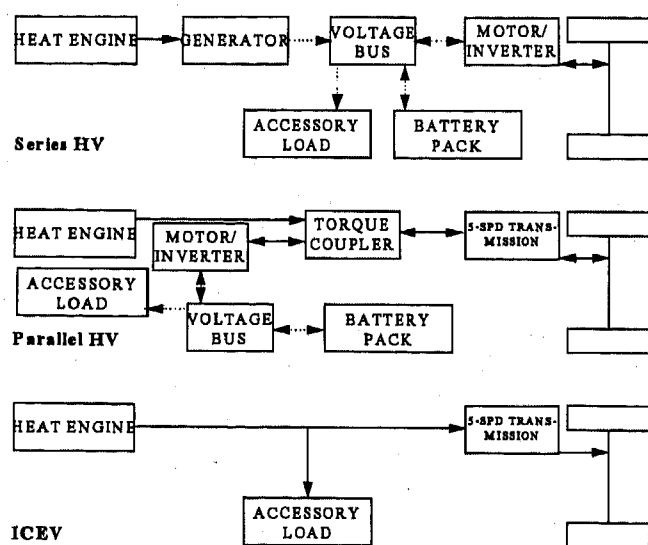 HEAT ENGINE
GENERATOR
VOLTAGE
BUS
MOTOR/
INVERTER
ACCESSORY
LOAD
BATTERY
PACK
Series HV
HEAT ENGINE
MOTOR/
INVERTER
TORQUE
COUPLER
5-SPD TRANS-
MISSION
ACCESSORY
LOAD
VOLTAGE
BUS
BATTERY
PACK
Parallel HV
HEAT ENGINE
5-SPD TRANS-
MISSION
ACCESSORY
LOAD
ICEV